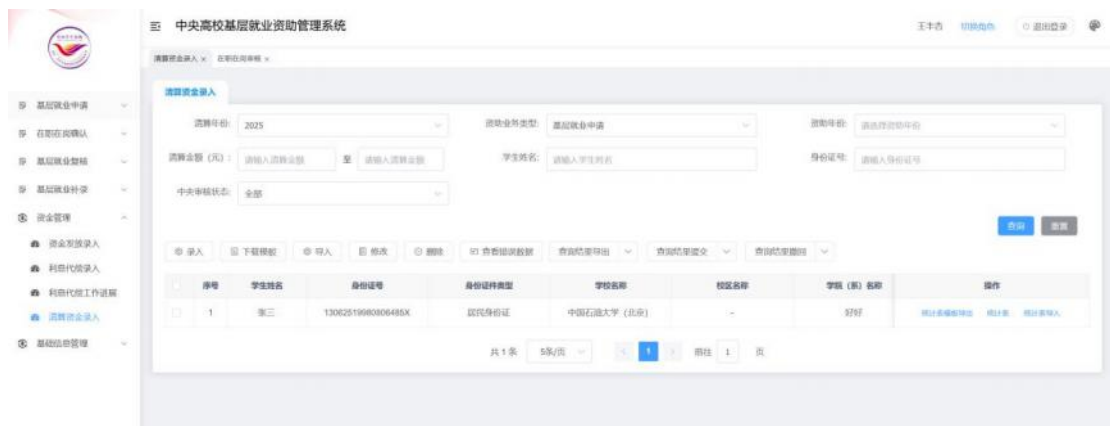 中央高校基层就业资助管理系统
王丰杏 切换角色 退出登录
清算资金录入 × 在职在岗审核 ×
清算资金录入
基层就业申请
在职在岗确认
基层就业复核
基层就业补录
资金管理
资金发放录入
利息代偿录入
利息代偿工作进展
清算资金录入
基础信息管理
清算年份: 2025 资助业务类型: 基层就业申请 资助年份: 请选择资助年份
清算金额（元）: 请输入清算金额 至 请输入清算金额 学生姓名: 请输入学生姓名 身份证号: 请输入身份证号
中央审核状态: 全部
查询 重置
录入 下载模板 导入 修改 删除 查看错误数据 查询结果导出 查询结果提交 查询结果撤回
序号 学生姓名 身份证号 身份证件类型 学校名称 校区名称 学院（系）名称 操作
1 张三 13062519980806485X 居民身份证 中国石油大学（北京） - 好好 统计表模板导出 统计表 统计表导入
共 1 条 5条/页 < 1 > 前往 1 页